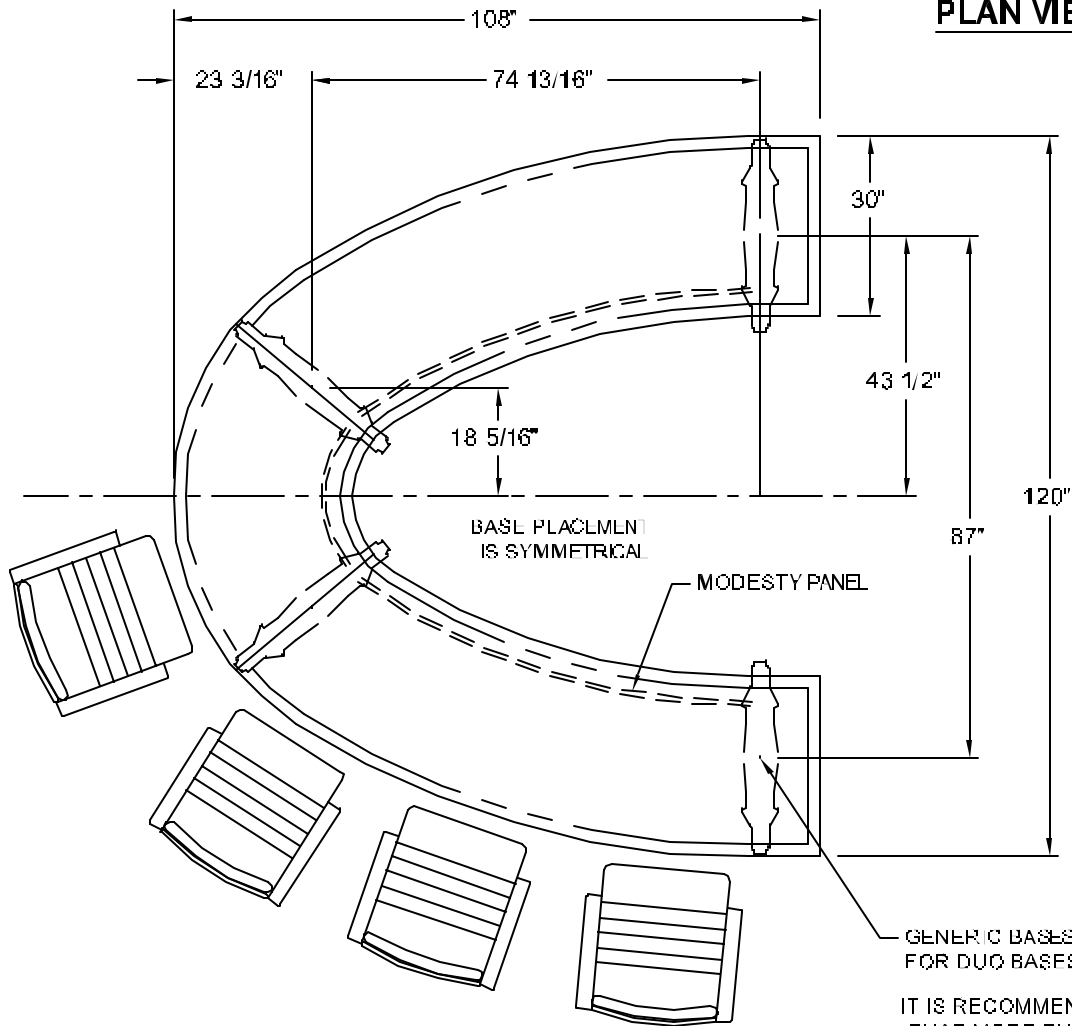 PLAN VIE
108"
23 3/16"
74 13/16"
30"
43 1/2"
18 5/16"
120"
87"
BASE PLACEMENT
IS SYMMETRICAL
MODESTY PANEL
GENERIC BASES
FOR DUO BASES
IT IS RECOMMEN